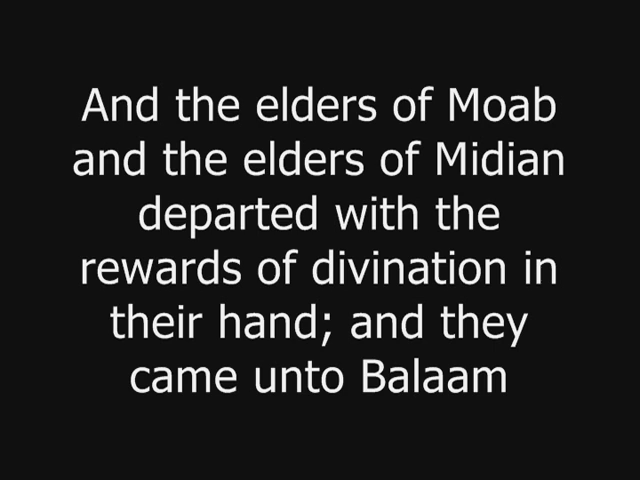 And the elders of Moab
and the elders of Midian
departed with the
rewards of divination in
their hand; and they
came unto Balaam